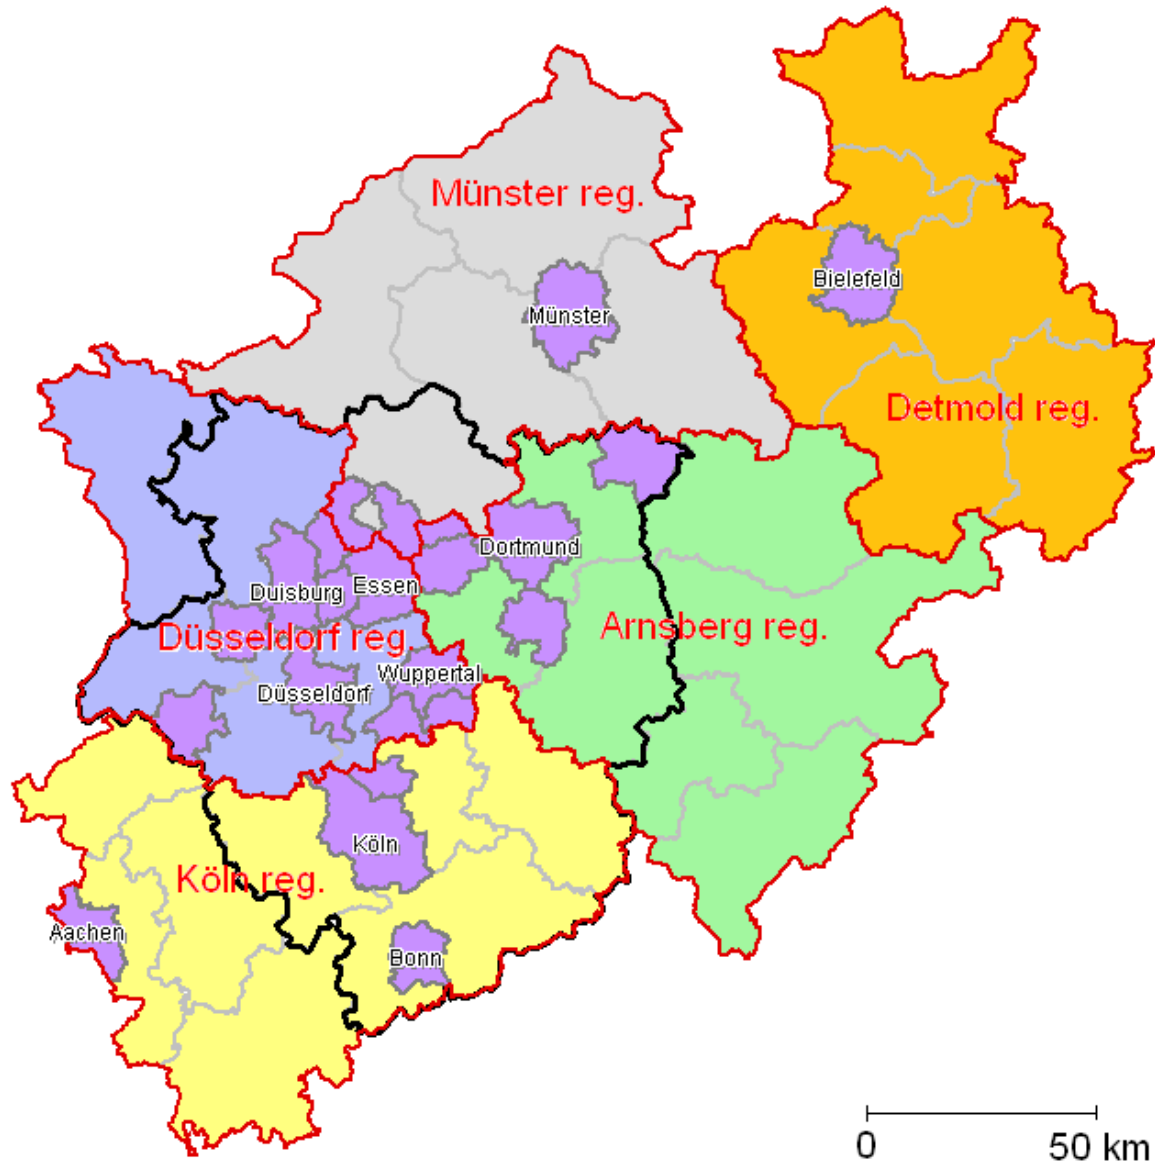 Münster reg.
Bielefeld
Münster
Detmold reg.
Dortmund
Duisburg
Essen
Arnsberg reg.
Düsseldorf reg.
Wuppertal
Düsseldorf
Köln
Köln reg.
Aachen
Bonn
0
50 km